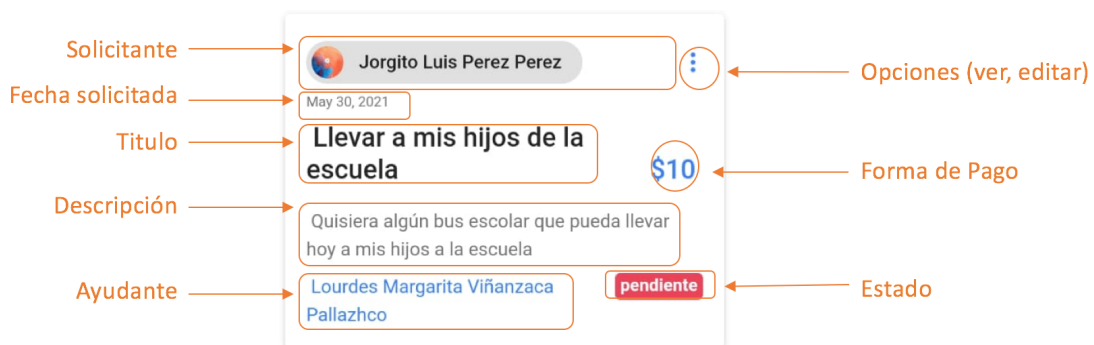 Solicitante
Jorgito Luis Perez Perez
Opciones (ver, editar)
Fecha solicitada
May 30, 2021
Titulo
Llevar a mis hijos de la
escuela
$10
Forma de Pago
Descripción
Quisiera algún bus escolar que pueda llevar
hoy a mis hijos a la escuela
Ayudante
Lourdes Margarita Viñanzaca
Pallazhco
pendiente
Estado